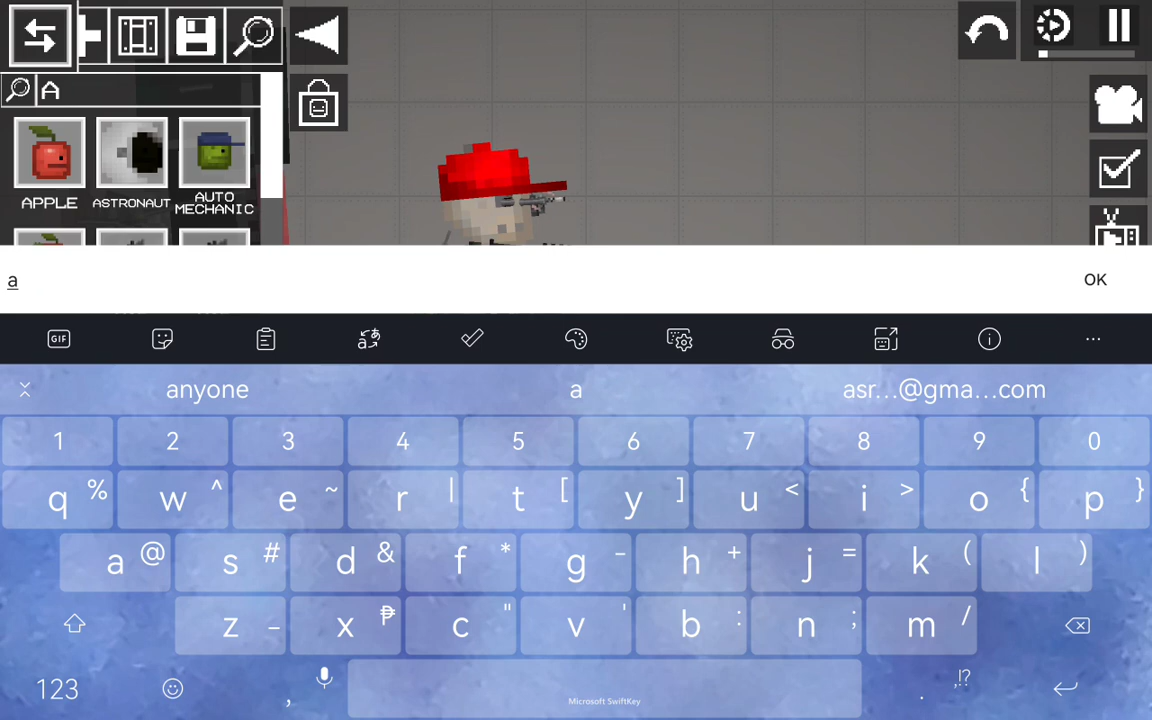 A
APPLE
ASTRONAUT
AUTO MECHANIC
a
OK
GIF
anyone
a
asr...@gma...com
1 2 3 4 5 6 7 8 9 0
q % w ^ e ~ r | t [ y ] u < i > o { p }
a @ s # d & f * g - h + j = k ( l )
z _ x ₱ c " v ' b : n ; m /
123 , . ,!?
Microsoft SwiftKey